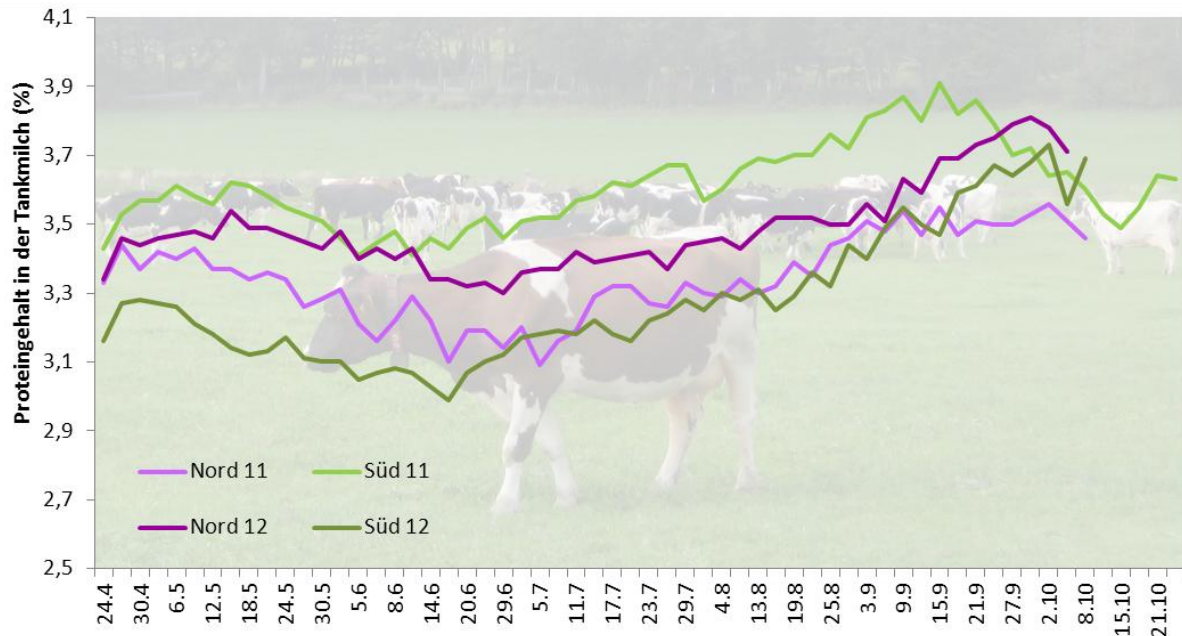 Proteingehalt in der Tankmilch (%)
4,1
3,9
3,7
3,5
3,3
3,1
2,9
2,7
2,5
Nord 11 Süd 11
Nord 12 Süd 12
24.4 30.4 6.5 12.5 18.5 24.5 30.5 5.6 8.6 14.6 20.6 29.6 5.7 11.7 17.7 23.7 29.7 4.8 13.8 19.8 25.8 3.9 9.9 15.9 21.9 27.9 2.10 8.10 15.10 21.10